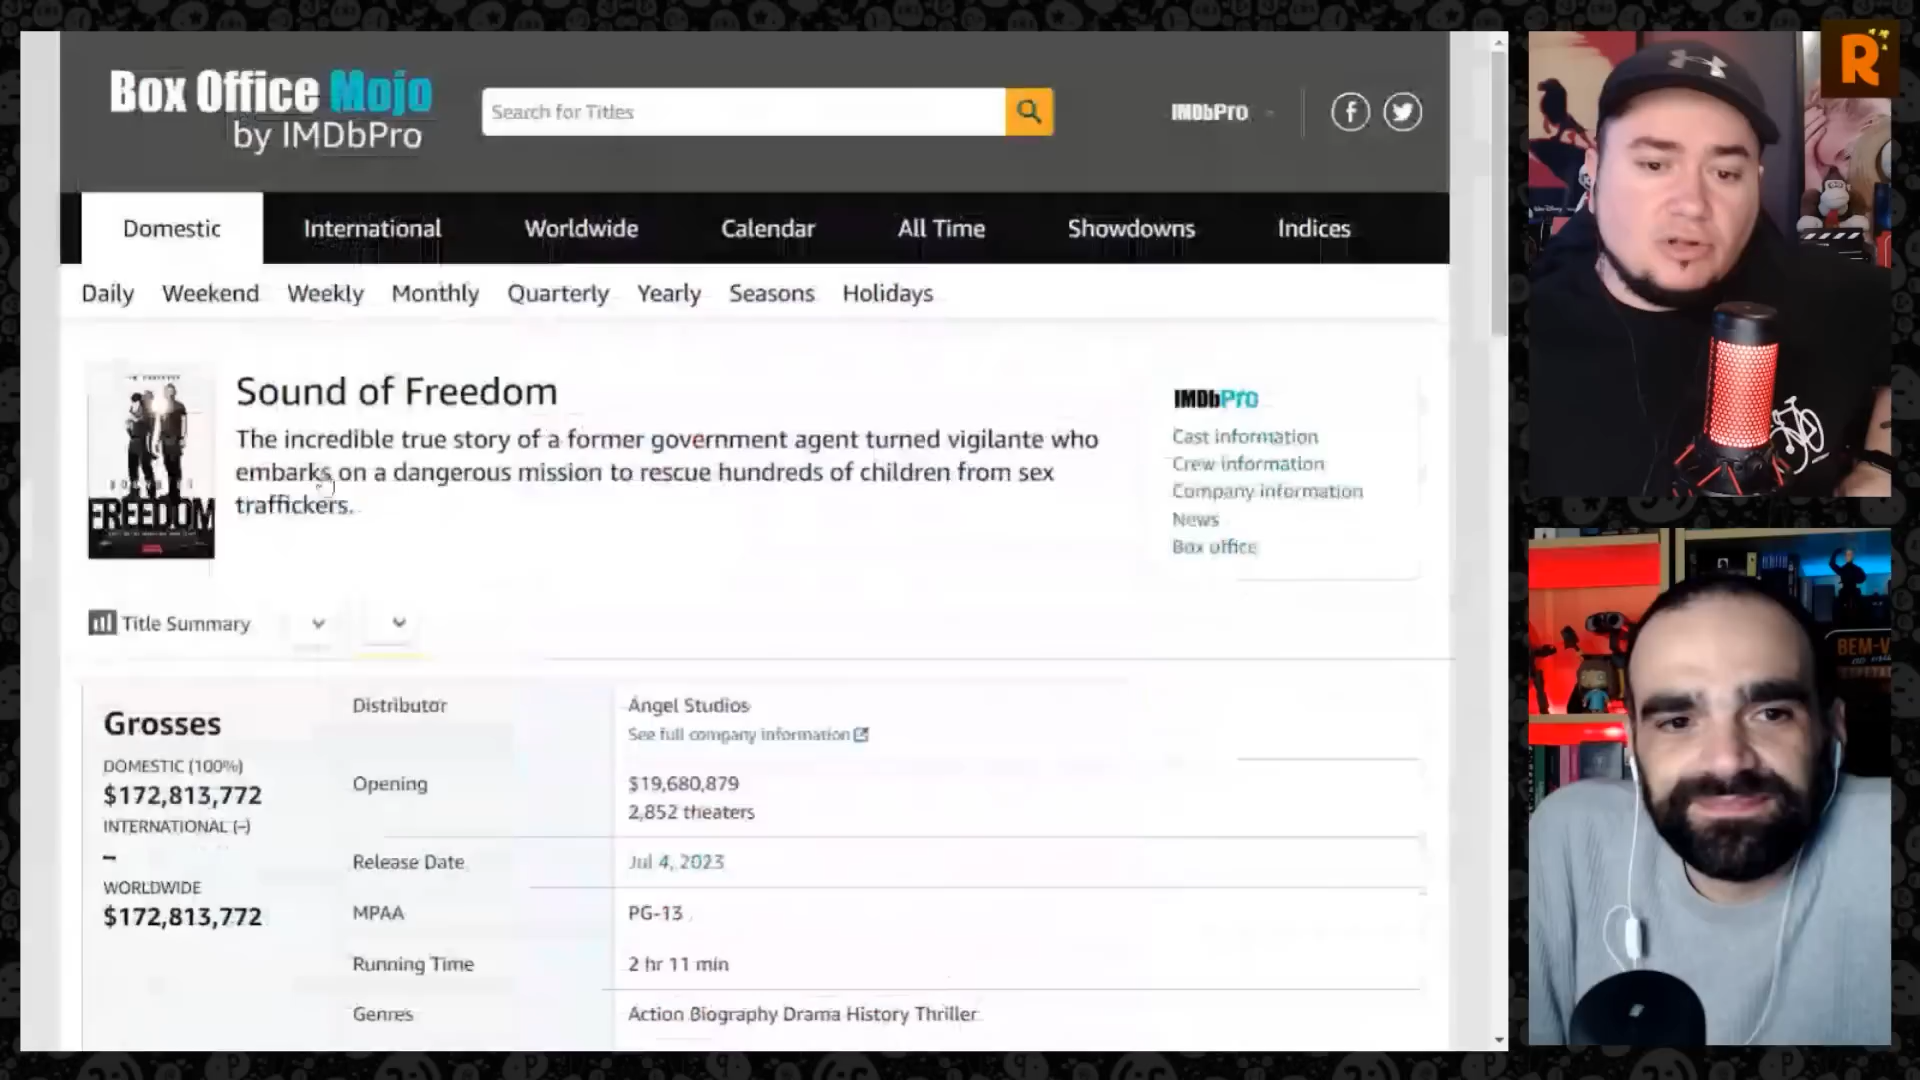 Box Office Mojo
by IMDbPro
Search for Titles
IMDbPro
R
Domestic
International
Worldwide
Calendar
All Time
Showdowns
Indices
Daily
Weekend
Weekly
Monthly
Quarterly
Yearly
Seasons
Holidays
FREEDOM
Sound of Freedom
The incredible true story of a former government agent turned vigilante who
embarks on a dangerous mission to rescue hundreds of children from sex
traffickers.
IMDbPro
Cast information
Crew information
Company information
News
Box office
Title Summary
Grosses
DOMESTIC (100%)
$172,813,772
INTERNATIONAL (–)
–
WORLDWIDE
$172,813,772
Distributor
Angel Studios
See full company information
Opening
$19,680,879
2,852 theaters
Release Date
Jul 4, 2023
MPAA
PG-13
Running Time
2 hr 11 min
Genres
Action Biography Drama History Thriller
BEM-V